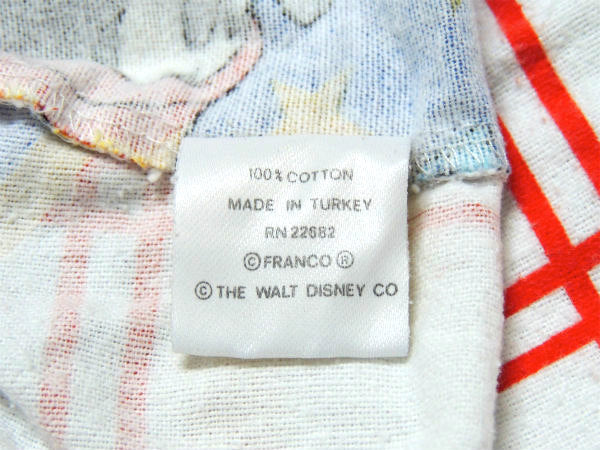 100% COTTON
MADE IN TURKEY
RN 22682
©FRANCO®
© THE WALT DISNEY CO